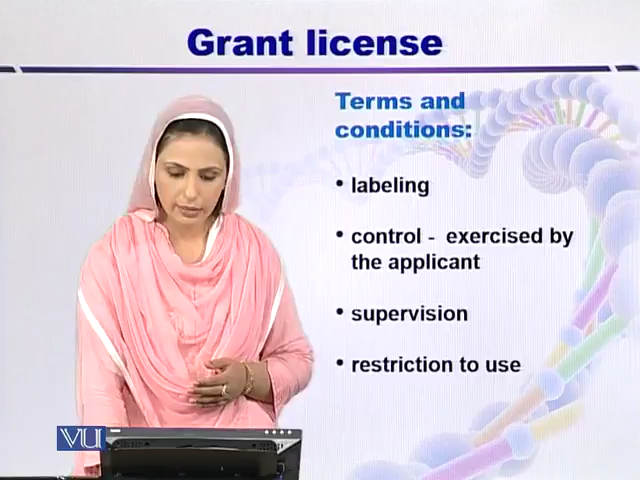 Grant license
Terms and
conditions:
• labeling
• control - exercised by
the applicant
• supervision
• restriction to use
VU